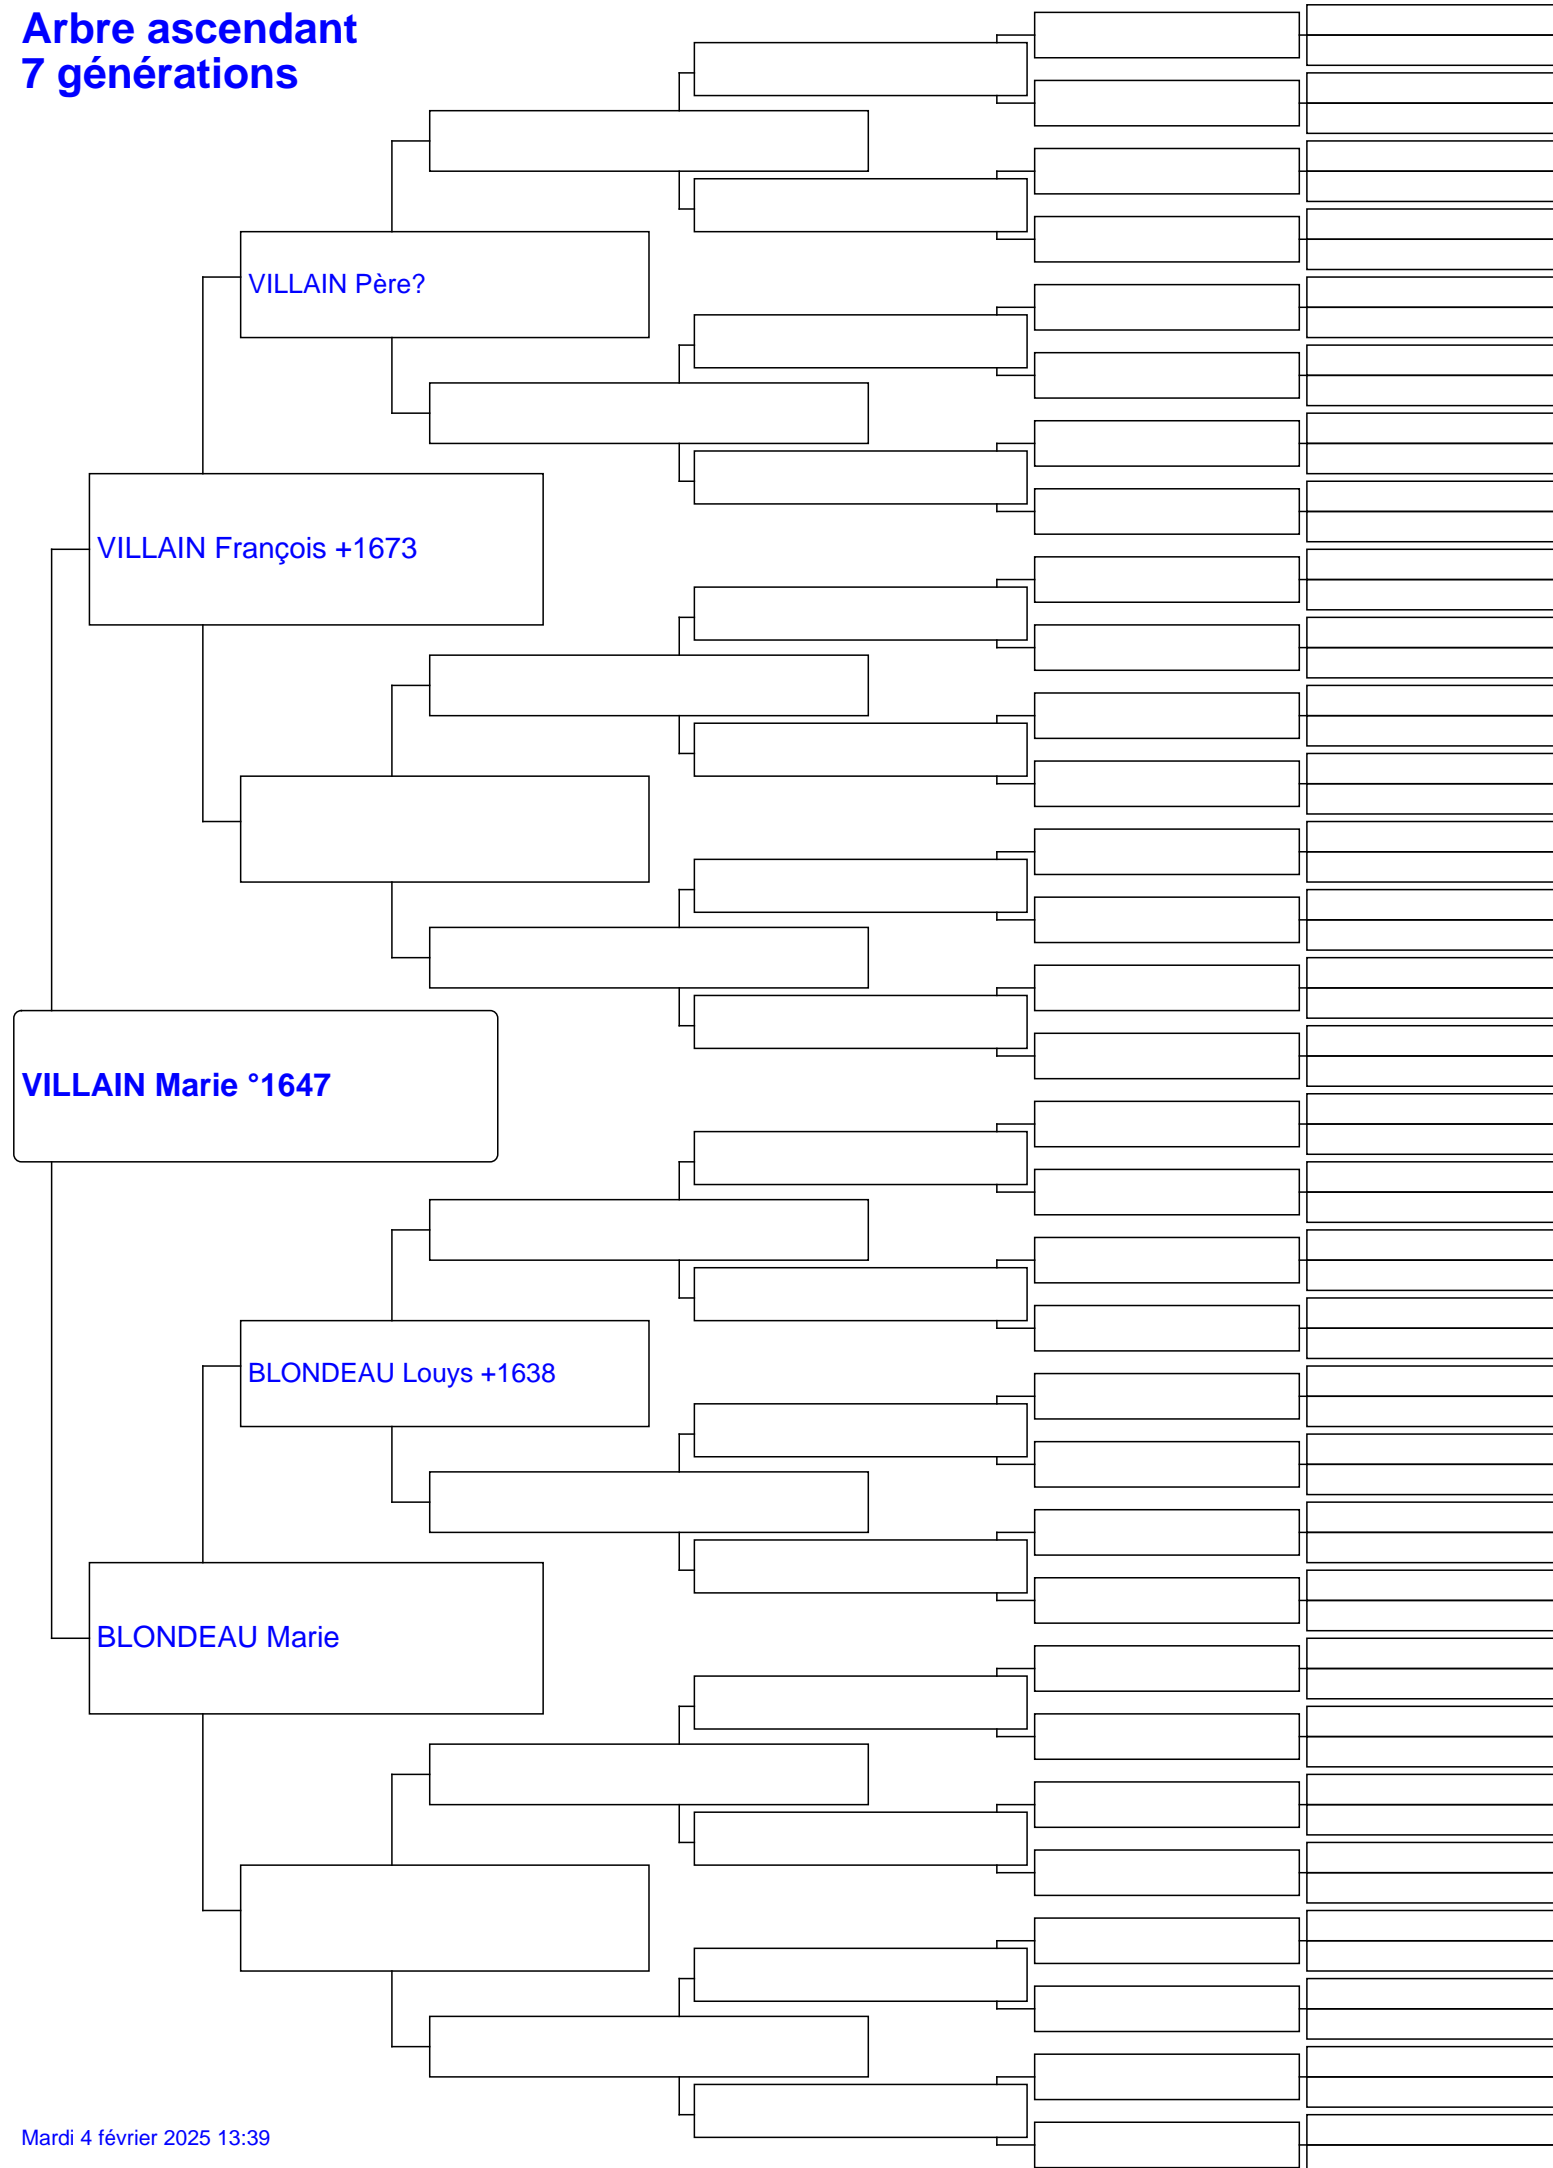 Arbre ascendant
7 générations
VILLAIN Père?
VILLAIN François +1673
VILLAIN Marie °1647
BLONDEAU Louys +1638
BLONDEAU Marie
Mardi 4 février 2025 13:39